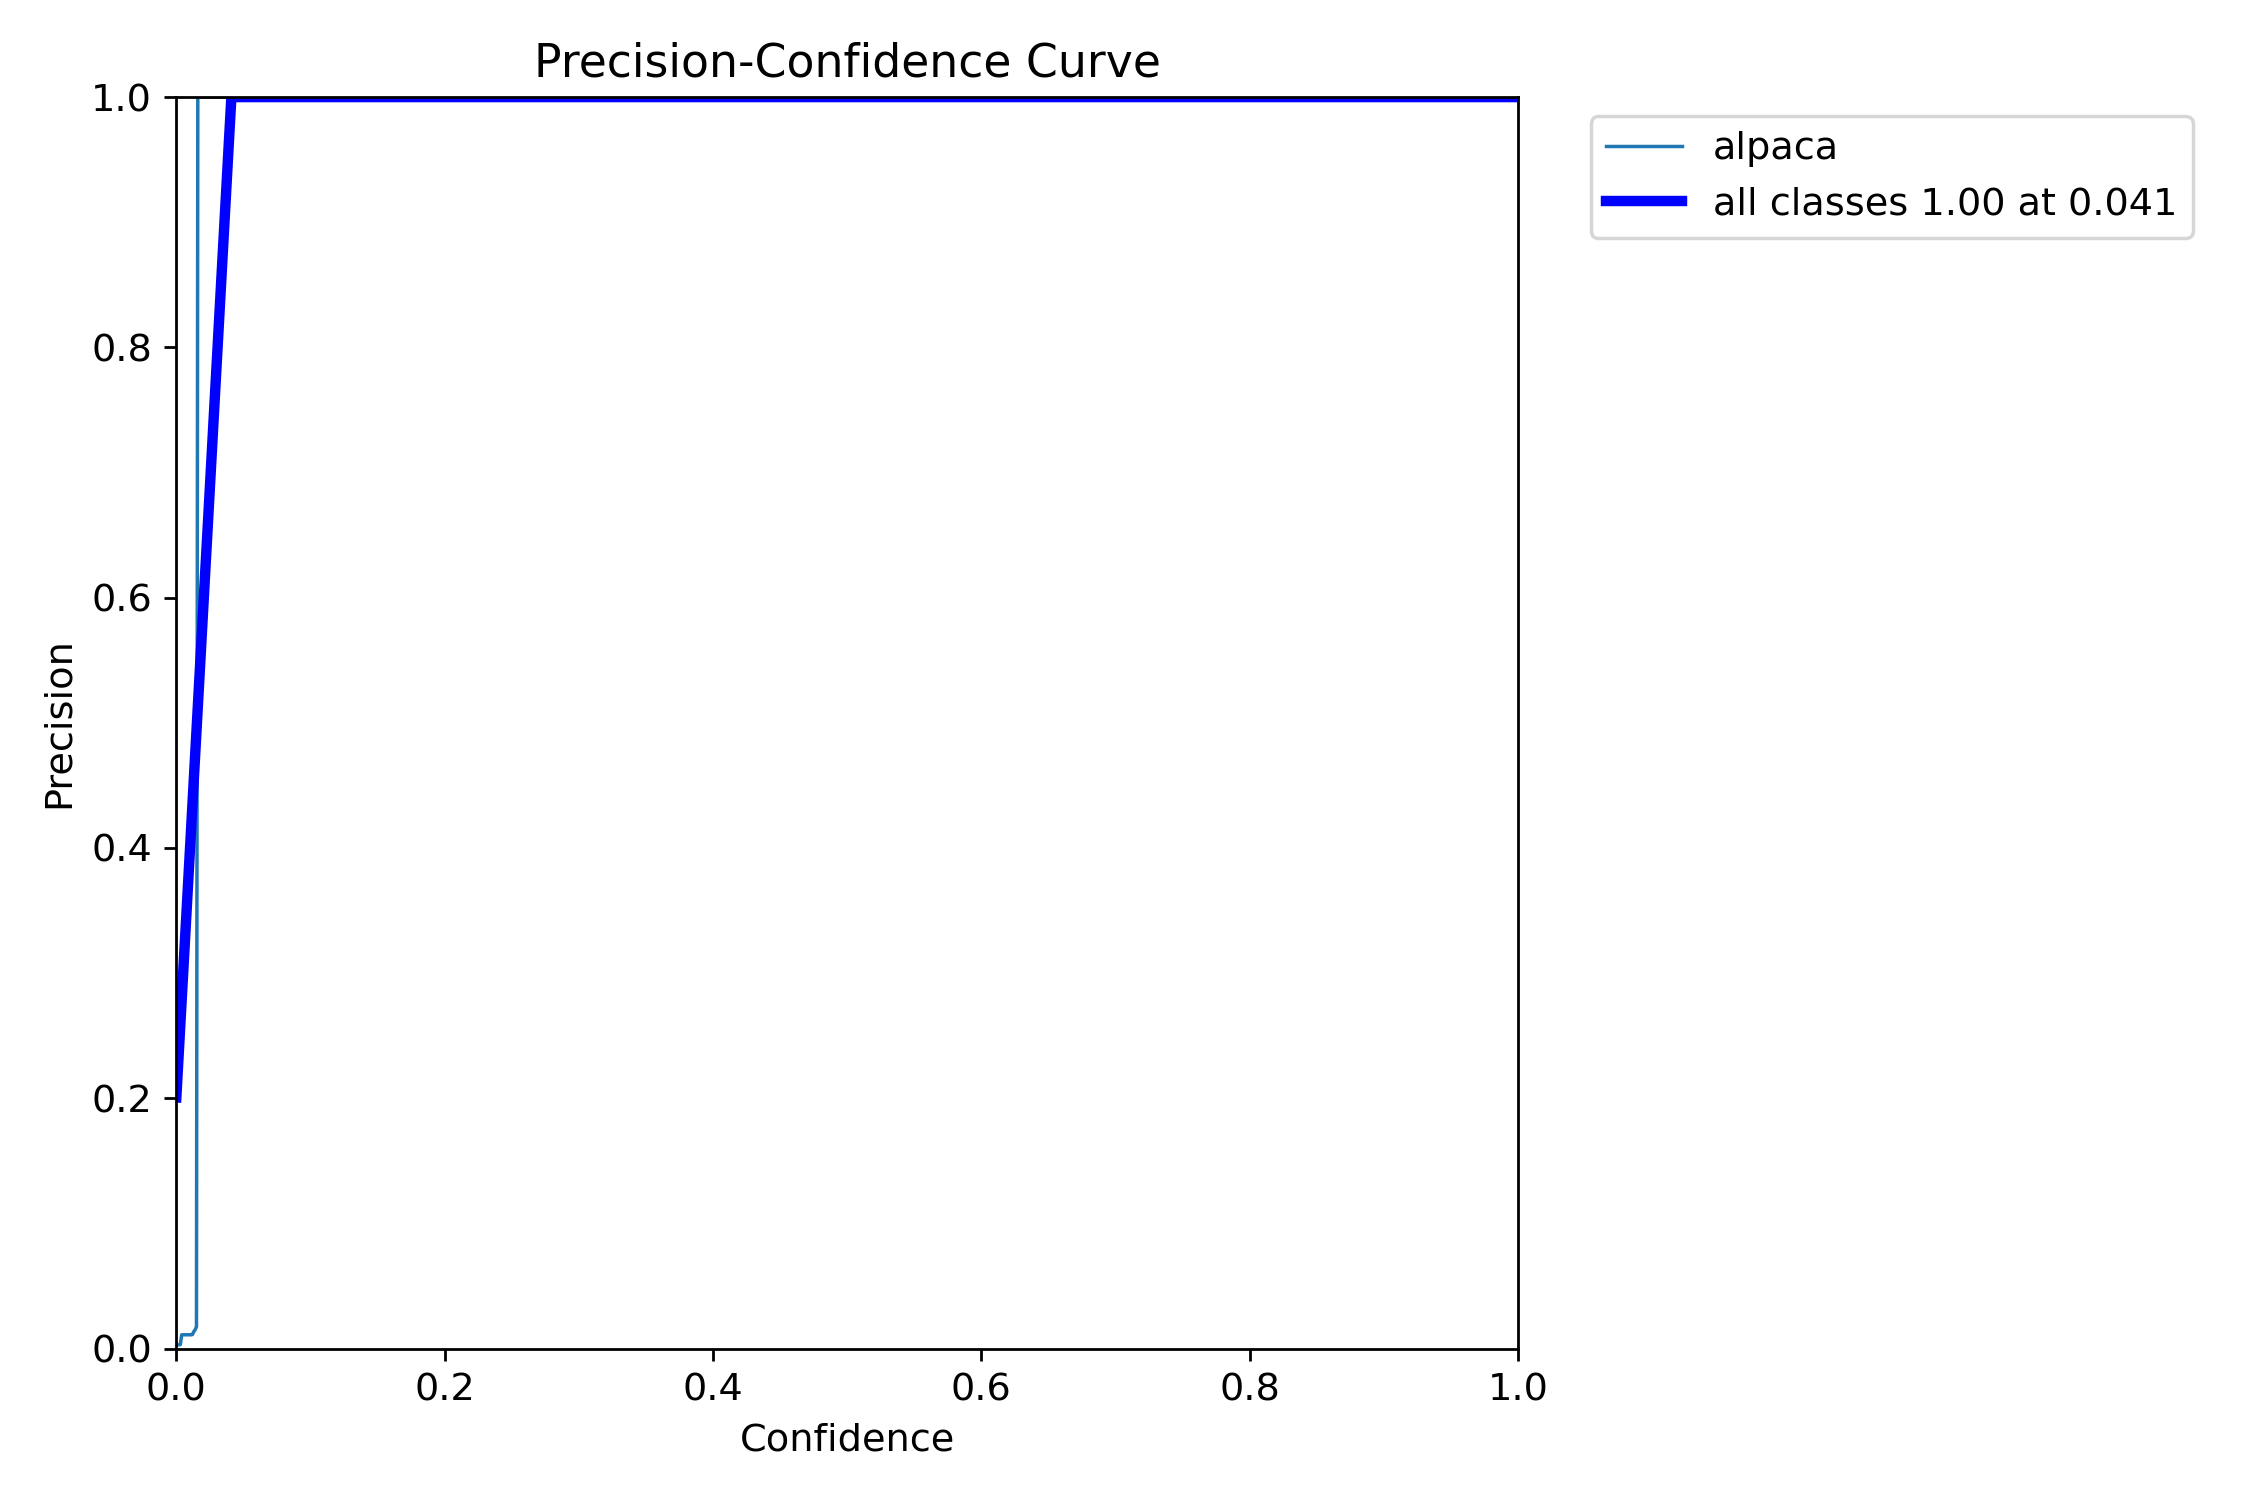 Precision-Confidence Curve
1.0
0.8
0.6
0.4
0.2
0.0
Precision
0.0 0.2 0.4 0.6 0.8 1.0
Confidence
alpaca
all classes 1.00 at 0.041